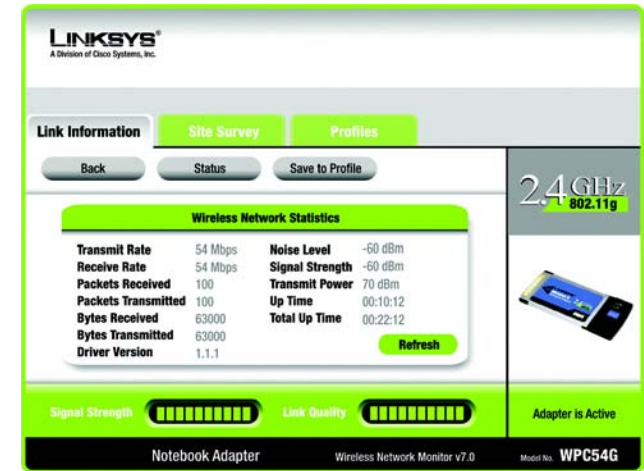 LINKSYS®
A Division of Cisco Systems, Inc.
Link Information
Site Survey
Profiles
Back
Status
Save to Profile
2.4GHz
802.11g
Wireless Network Statistics
Transmit Rate 54 Mbps
Receive Rate 54 Mbps
Packets Received 100
Packets Transmitted 100
Bytes Received 63000
Bytes Transmitted 63000
Driver Version 1.1.1
Noise Level -60 dBm
Signal Strength -60 dBm
Transmit Power 70 dBm
Up Time 00:10:12
Total Up Time 00:22:12
Refresh
Signal Strength
Link Quality
Adapter is Active
Notebook Adapter
Wireless Network Monitor v7.0
Model No. WPC54G